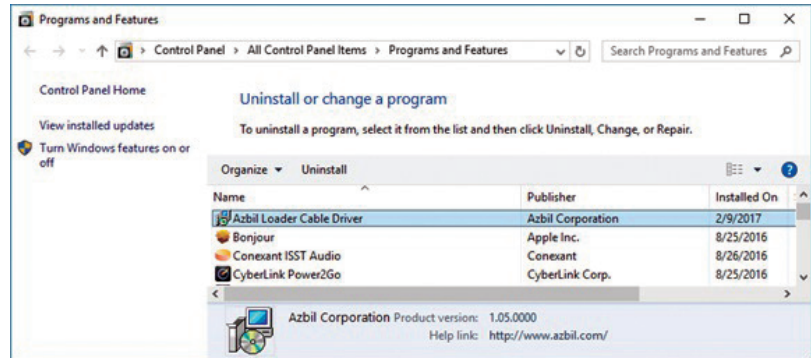 Programs and Features
Control Panel > All Control Panel Items > Programs and Features
Search Programs and Features
Control Panel Home
View installed updates
Turn Windows features on or
off
Uninstall or change a program
To uninstall a program, select it from the list and then click Uninstall, Change, or Repair.
Organize Uninstall
Name Publisher Installed On
Azbil Loader Cable Driver Azbil Corporation 2/9/2017
Bonjour Apple Inc. 8/25/2016
Conexant ISST Audio Conexant 8/26/2016
CyberLink Power2Go CyberLink Corp. 8/25/2016
Azbil Corporation Product version: 1.05.0000
Help link: http://www.azbil.com/